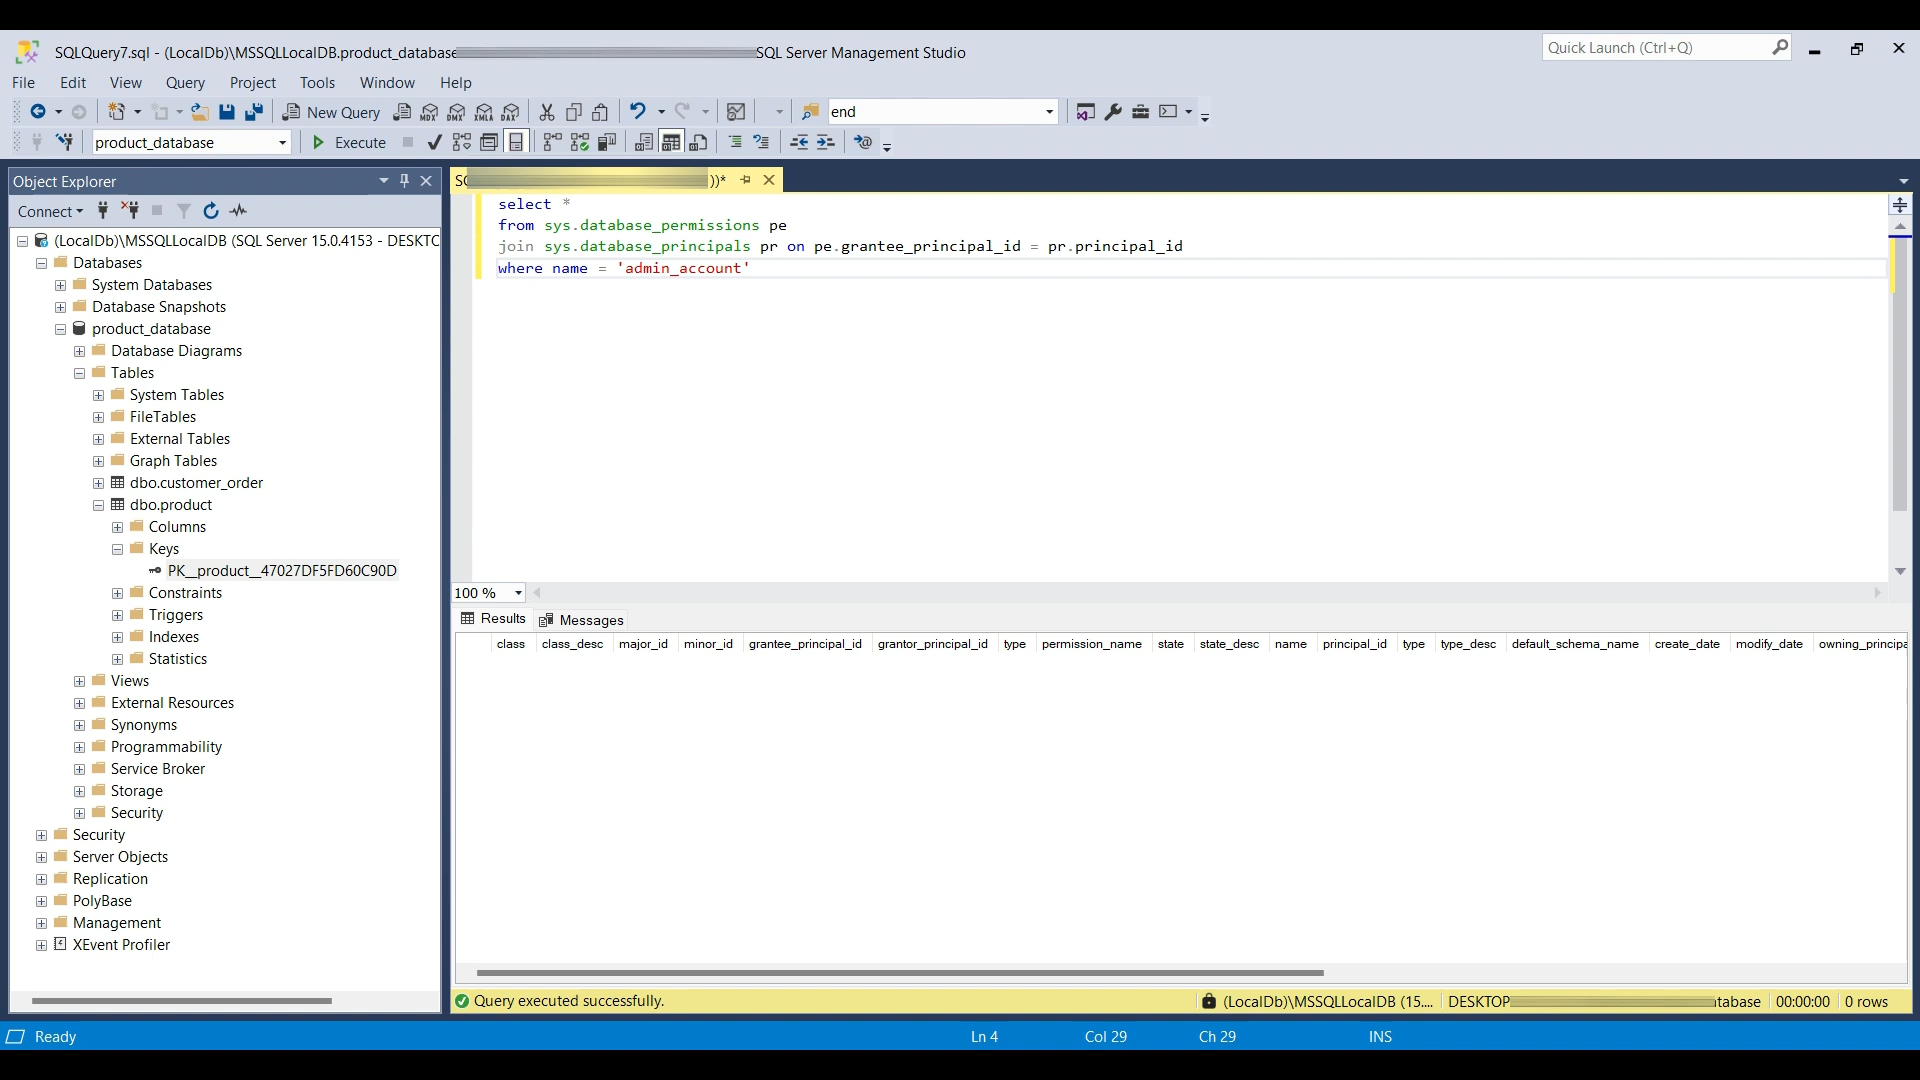 SQLQuery7.sql - (LocalDb)\MSSQLLocalDB.product_database SQL Server Management Studio
Quick Launch (Ctrl+Q)
File Edit View Query Project Tools Window Help
New Query MDX DMX XMLA DAX end
product_database Execute
Object Explorer
))*
Connect
(LocalDb)\MSSQLLocalDB (SQL Server 15.0.4153 - DESKTO
Databases
System Databases
Database Snapshots
product_database
Database Diagrams
Tables
System Tables
FileTables
External Tables
Graph Tables
dbo.customer_order
dbo.product
Columns
Keys
PK__product__47027DF5FD60C90D
Constraints
Triggers
Indexes
Statistics
Views
External Resources
Synonyms
Programmability
Service Broker
Storage
Security
Security
Server Objects
Replication
PolyBase
Management
XEvent Profiler
select *
from sys.database_permissions pe
join sys.database_principals pr on pe.grantee_principal_id = pr.principal_id
where name = 'admin_account'
100 %
Results Messages
class class_desc major_id minor_id grantee_principal_id grantor_principal_id type permission_name state state_desc name principal_id type type_desc default_schema_name create_date modify_date owning_principa
Query executed successfully. (LocalDb)\MSSQLLocalDB (15.... DESKTOP tabase 00:00:00 0 rows
Ready Ln 4 Col 29 Ch 29 INS